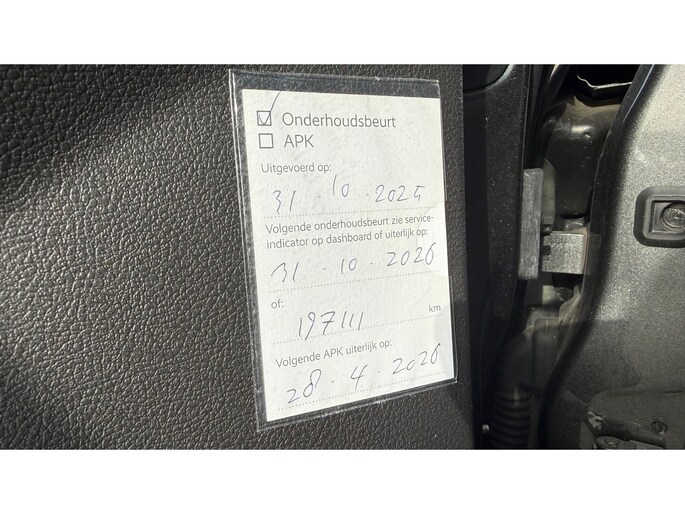 ☑ Onderhoudsbeurt
☐ APK
Uitgevoerd op:
31 . 10 . 2025
Volgende onderhoudsbeurt zie service-
indicator op dashboard of uiterlijk op:
31 . 10 . 2026
of:
197111 km
Volgende APK uiterlijk op:
28 . 4 . 2026